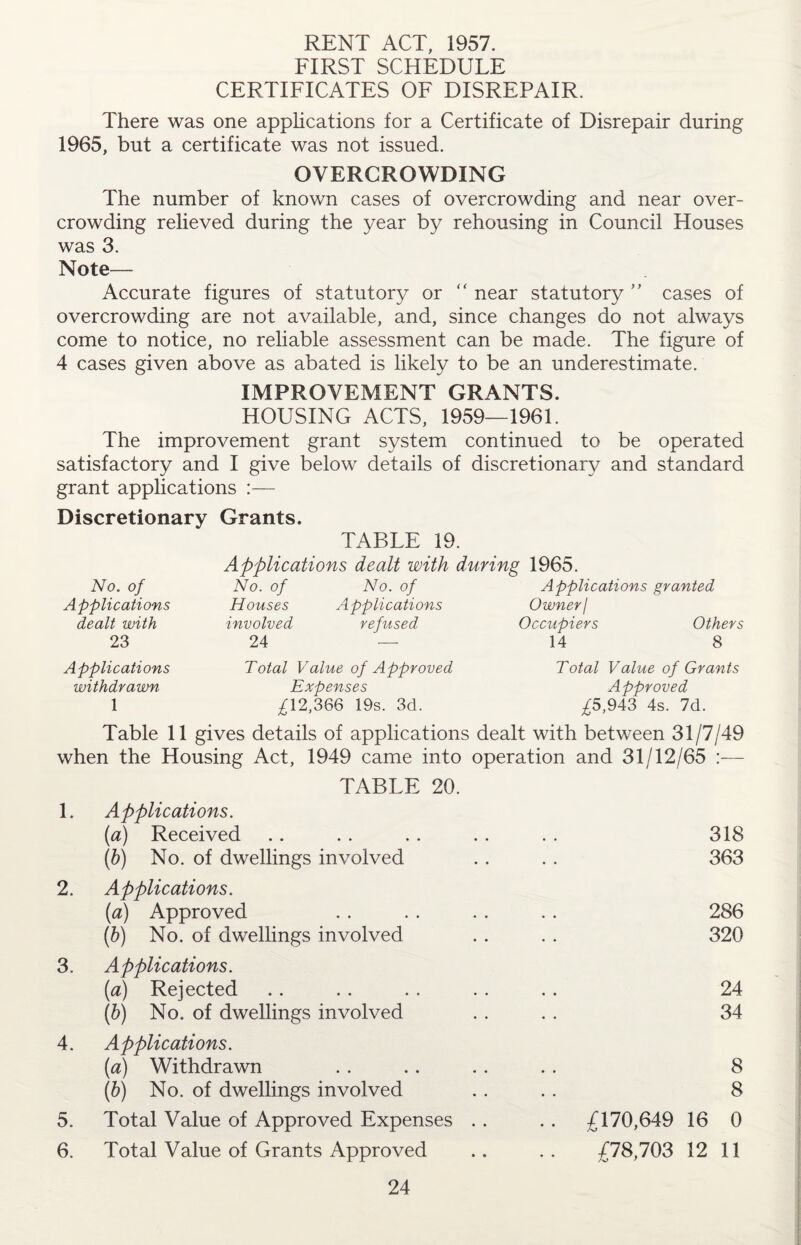 RENT ACT, 1957.
FIRST SCHEDULE
CERTIFICATES OF DISREPAIR.
There was one applications for a Certificate of Disrepair during
1965, but a certificate was not issued.
OVERCROWDING
The number of known cases of overcrowding and near over-
crowding relieved during the year by rehousing in Council Houses
was 3.
Note—
Accurate figures of statutory or “ near statutory ” cases of
overcrowding are not available, and, since changes do not always
come to notice, no reliable assessment can be made. The figure of
4 cases given above as abated is likely to be an underestimate.
IMPROVEMENT GRANTS.
HOUSING ACTS, 1959—1961.
The improvement grant system continued to be operated
satisfactory and I give below details of discretionary and standard
grant applications :—
Discretionary Grants.
TABLE 19.
Applications dealt with during 1965.
No. of No. of No. of Applications granted
Applications Houses Applications Owner/
dealt with involved refused Occupiers Others
23 24 — 14 8
Applications Total Value of Approved Total Value of Grants
withdrawn Expenses Approved
1 £12,366 19s. 3d. £5,943 4s. 7d.
Table 11 gives details of applications dealt with between 31/7/49
when the Housing Act, 1949 came into operation and 31/12/65 :—
TABLE 20.
1. Applications.
(a) Received .. .. .. .. .. 318
(b) No. of dwellings involved .. .. 363
2. Applications.
(a) Approved .. .. .. .. 286
(b) No. of dwellings involved .. .. 320
3. Applications.
(a) Rejected .. .. .. .. .. 24
(b) No. of dwellings involved .. .. 34
4. Applications.
(a) Withdrawn .. .. .. .. 8
(b) No. of dwellings involved .. .. 8
5. Total Value of Approved Expenses .. .. £170,649 16 0
6. Total Value of Grants Approved .. .. £78,703 12 11
24